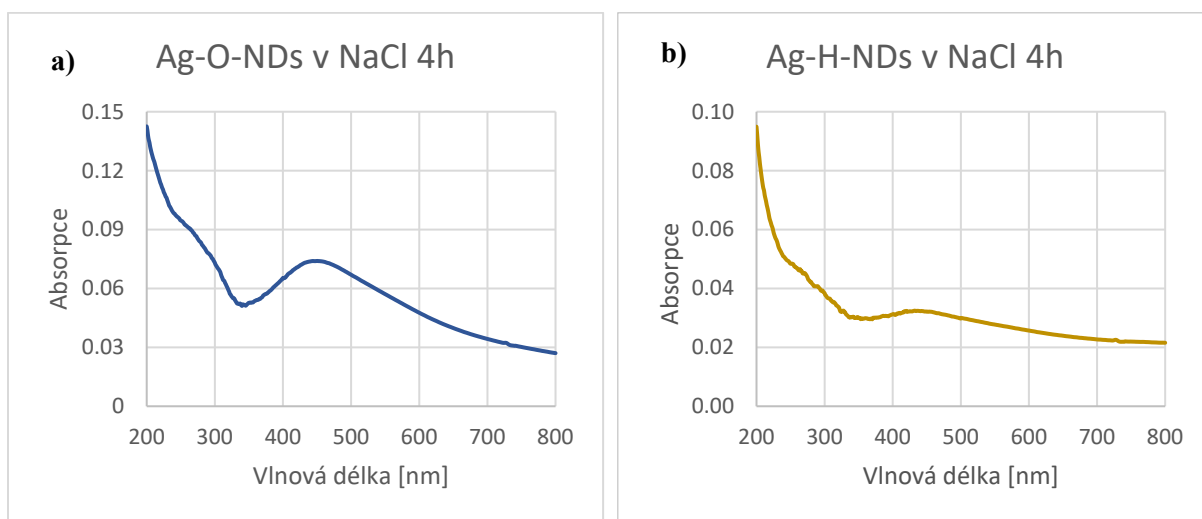 a)
Ag-O-NDs v NaCl 4h
0.15
0.12
0.09
0.06
0.03
0
Absorpce
200 300 400 500 600 700 800
Vlnová délka [nm]
b)
Ag-H-NDs v NaCl 4h
0.10
0.08
0.06
0.04
0.02
0.00
Absorpce
200 300 400 500 600 700 800
Vlnová délka [nm]